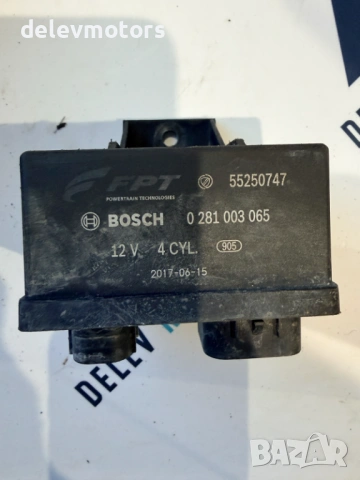 delevmotors
FPT
POWERTRAIN TECHNOLOGIES
55250747
BOSCH 0 281 003 065
12 V 4 CYL. 905
2017-06-15
DELEV M
DELEV
bazar